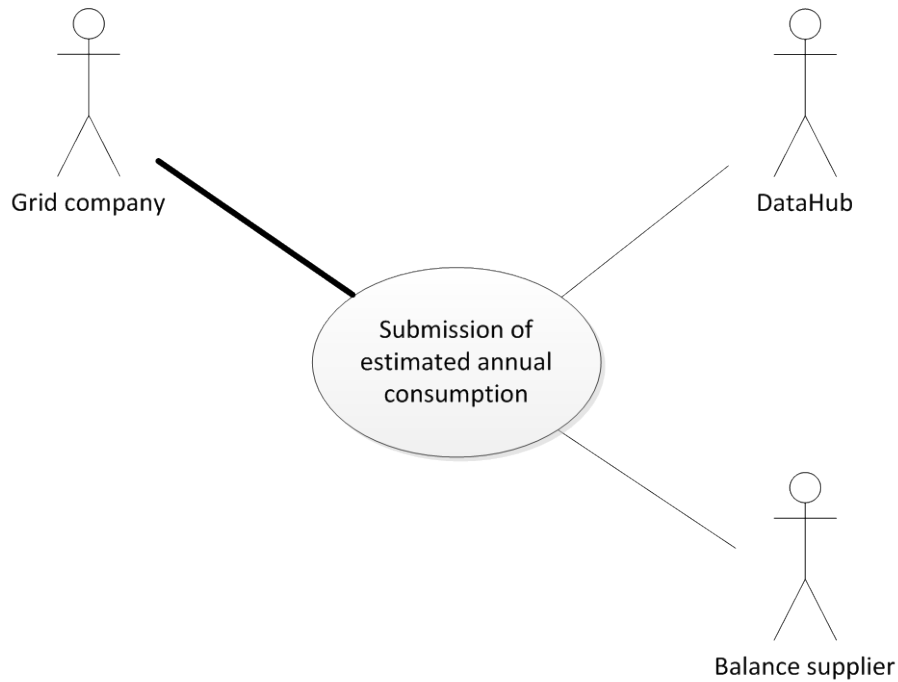 Grid company
DataHub
Submission of
estimated annual
consumption
Balance supplier